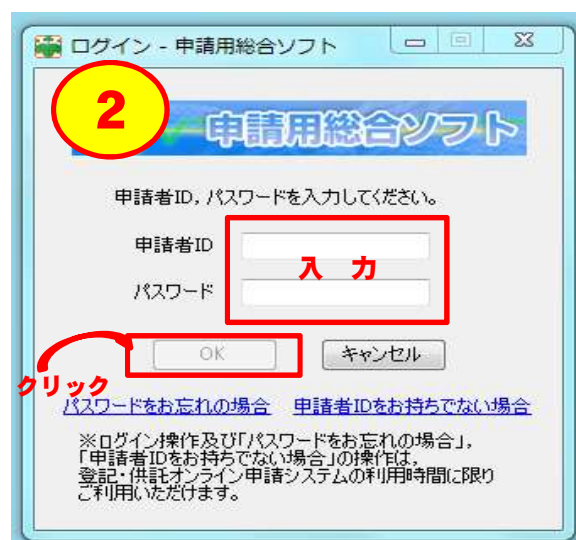 ログイン - 申請用総合ソフト
2
申請用総合ソフト
申請者ID, パスワードを入力してください。
申請者ID
入 力
パスワード
OK
キャンセル
クリック
パスワードをお忘れの場合 申請者IDをお持ちでない場合
※ログイン操作及び「パスワードをお忘れの場合」,
「申請者IDをお持ちでない場合」の操作は,
登記・供託オンライン申請システムの利用時間に限り
ご利用いただけます。